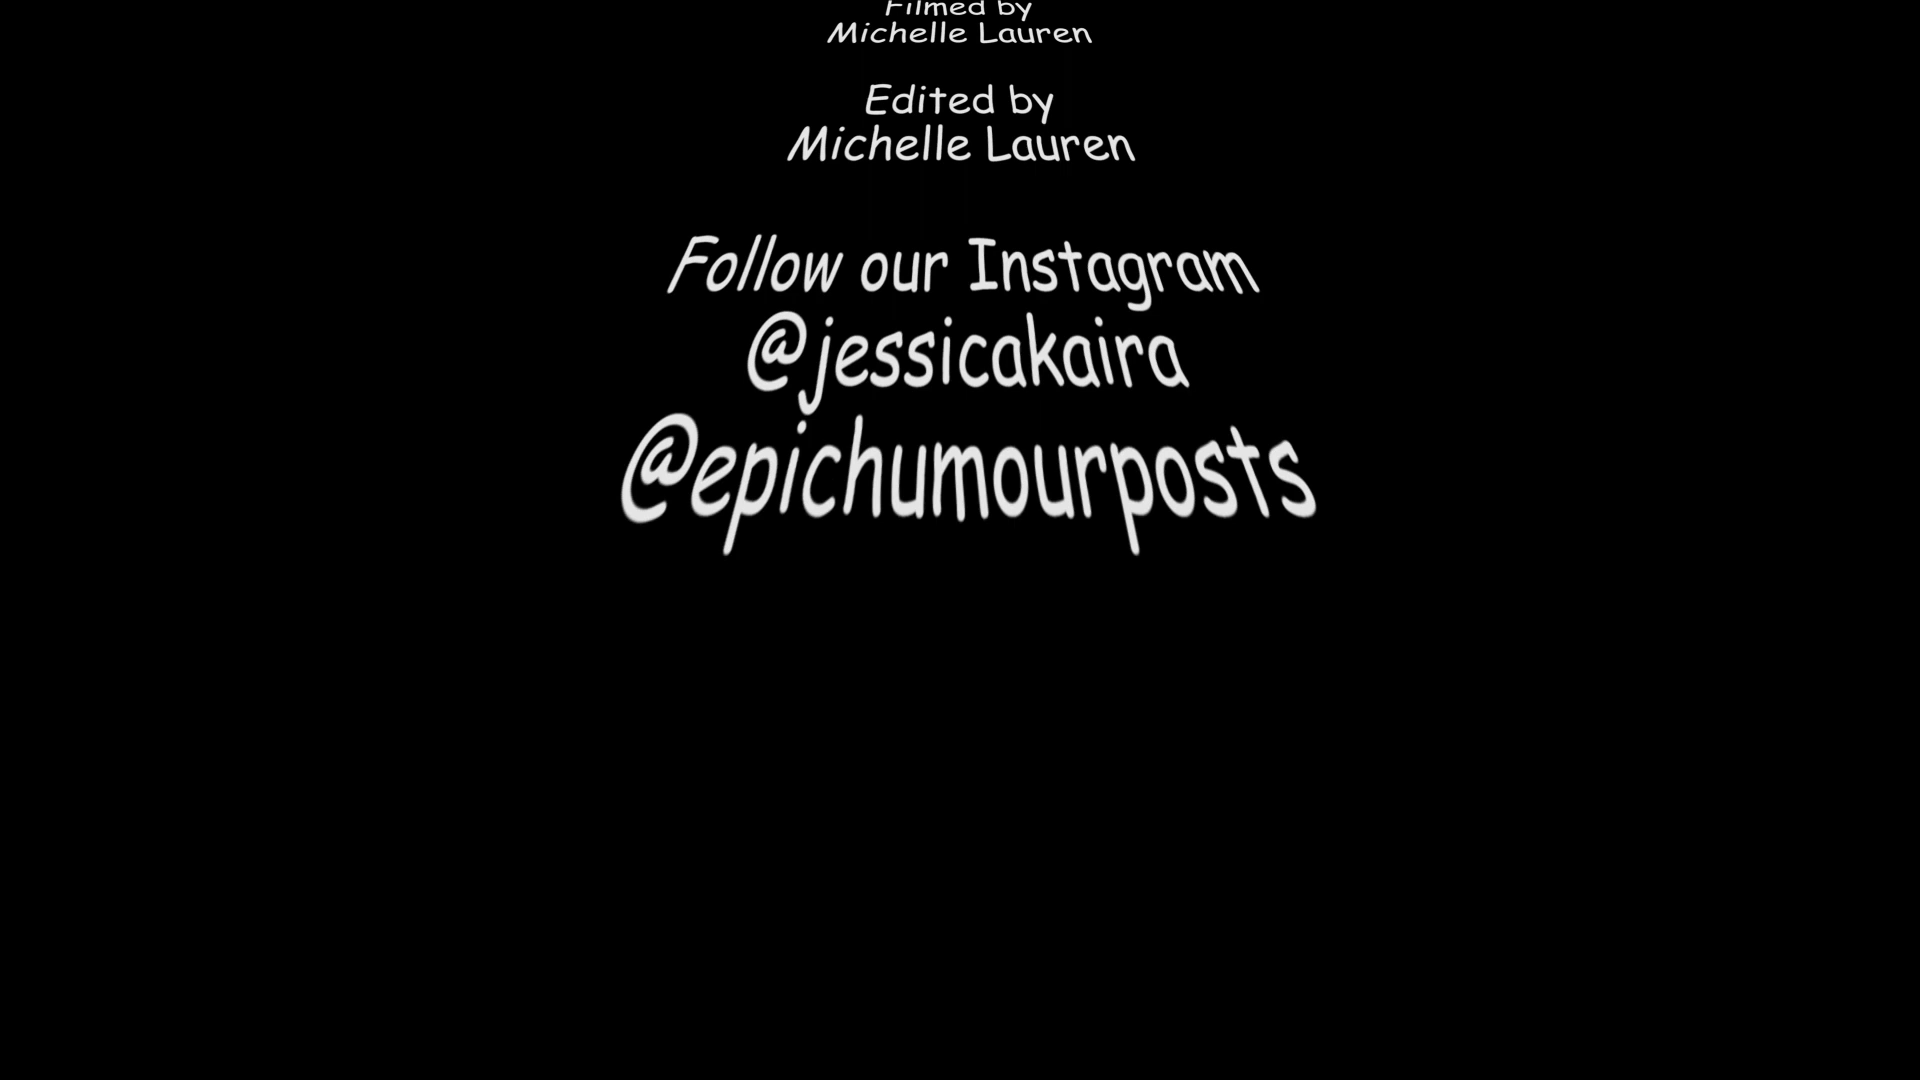 Filmed by
Michelle Lauren
Edited by
Michelle Lauren
Follow our Instagram
@jessicakaira
@epichumourposts